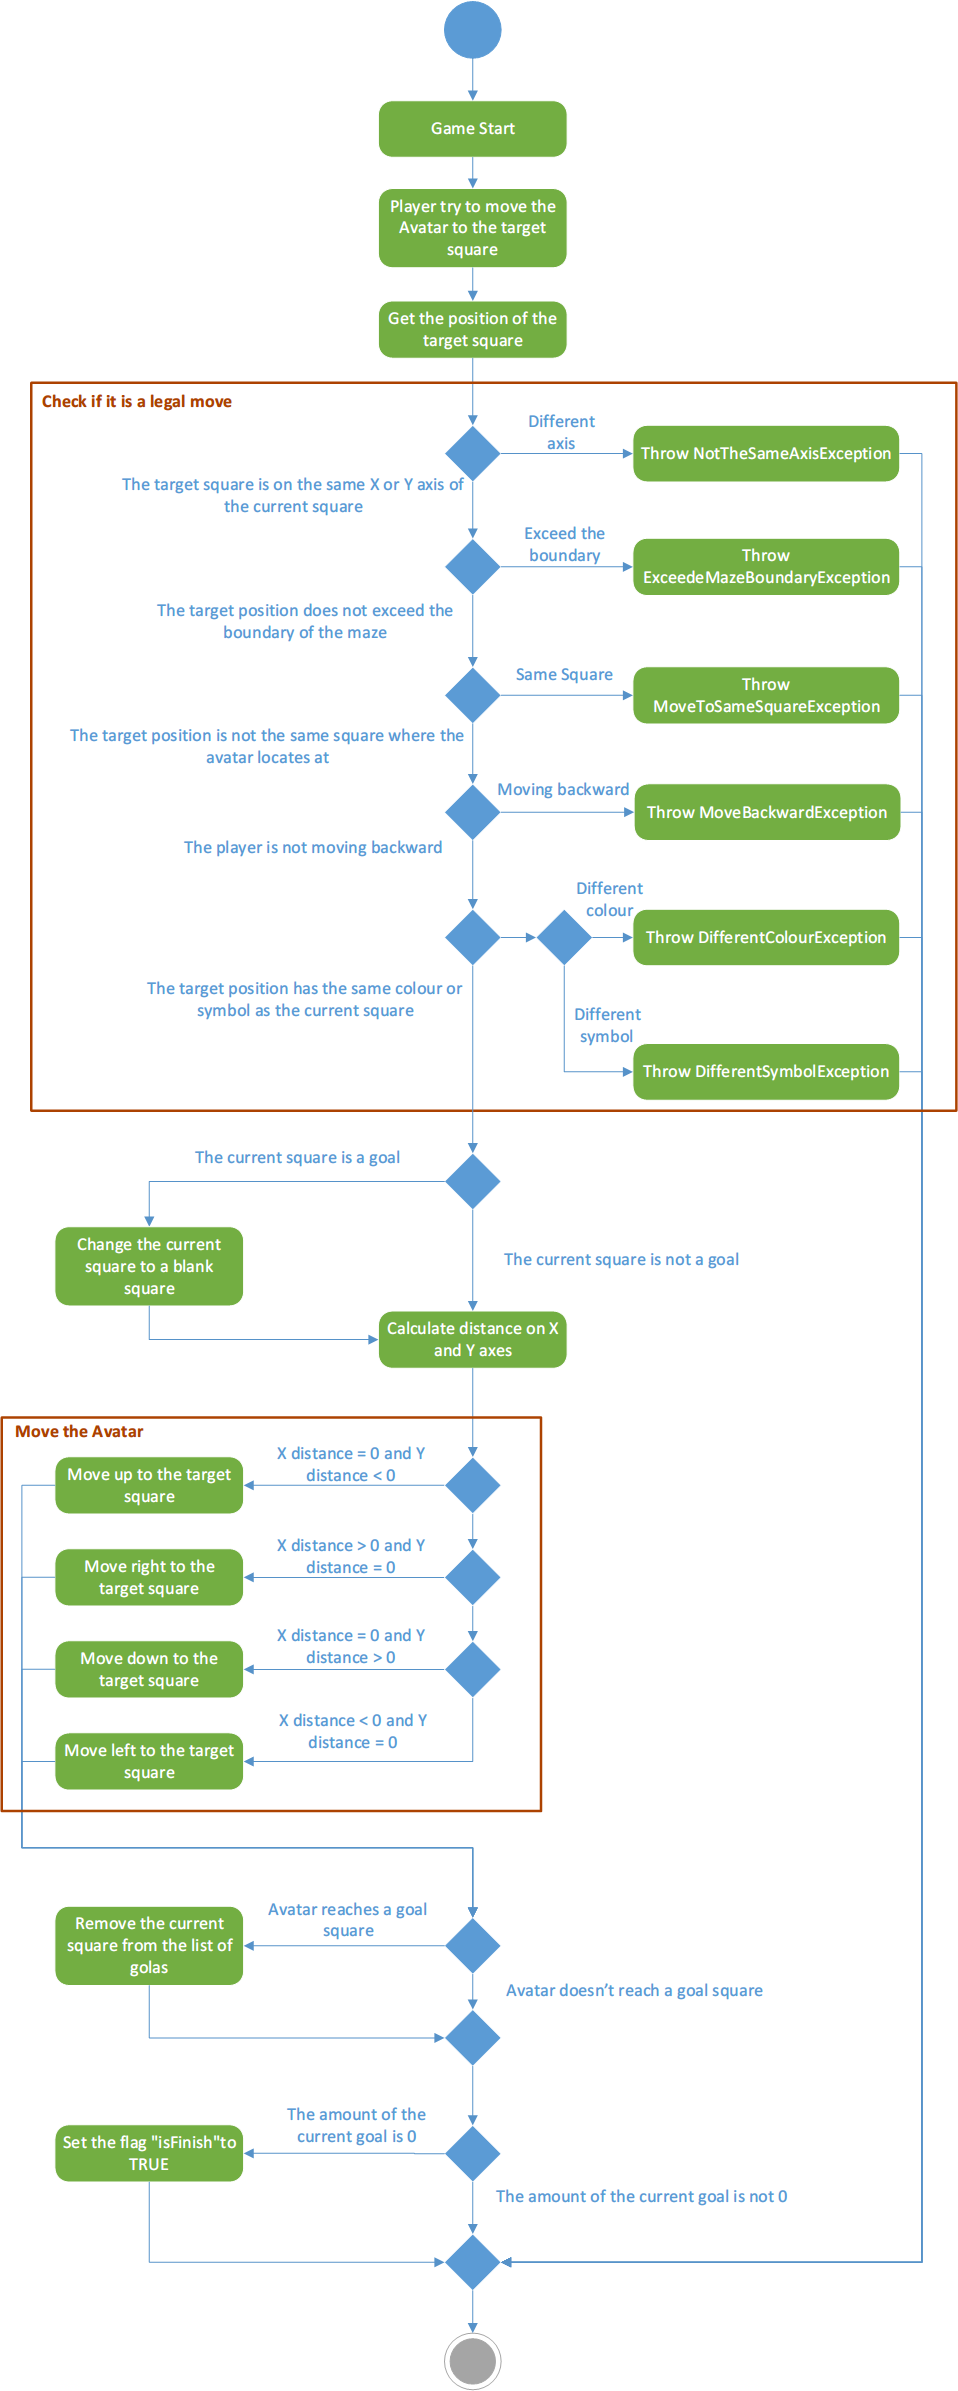 Game Start
Player try to move the
Avatar to the target
square
Get the position of the
target square
Check if it is a legal move
Different
axis
Throw NotTheSameAxisException
The target square is on the same X or Y axis of
the current square
Exceed the
boundary
Throw
ExceedeMazeBoundaryException
The target position does not exceed the
boundary of the maze
Same Square
Throw
MoveToSameSquareException
The target position is not the same square where the
avatar locates at
Moving backward
Throw MoveBackwardException
The player is not moving backward
Different
colour
Throw DifferentColourException
The target position has the same colour or
symbol as the current square
Different
symbol
Throw DifferentSymbolException
The current square is a goal
Change the current
square to a blank
square
The current square is not a goal
Calculate distance on X
and Y axes
Move the Avatar
X distance = 0 and Y
distance < 0
Move up to the target
square
X distance > 0 and Y
distance = 0
Move right to the
target square
X distance = 0 and Y
distance > 0
Move down to the
target square
X distance < 0 and Y
distance = 0
Move left to the target
square
Avatar reaches a goal
square
Remove the current
square from the list of
golas
Avatar doesn't reach a goal square
The amount of the
current goal is 0
Set the flag "isFinish"to
TRUE
The amount of the current goal is not 0